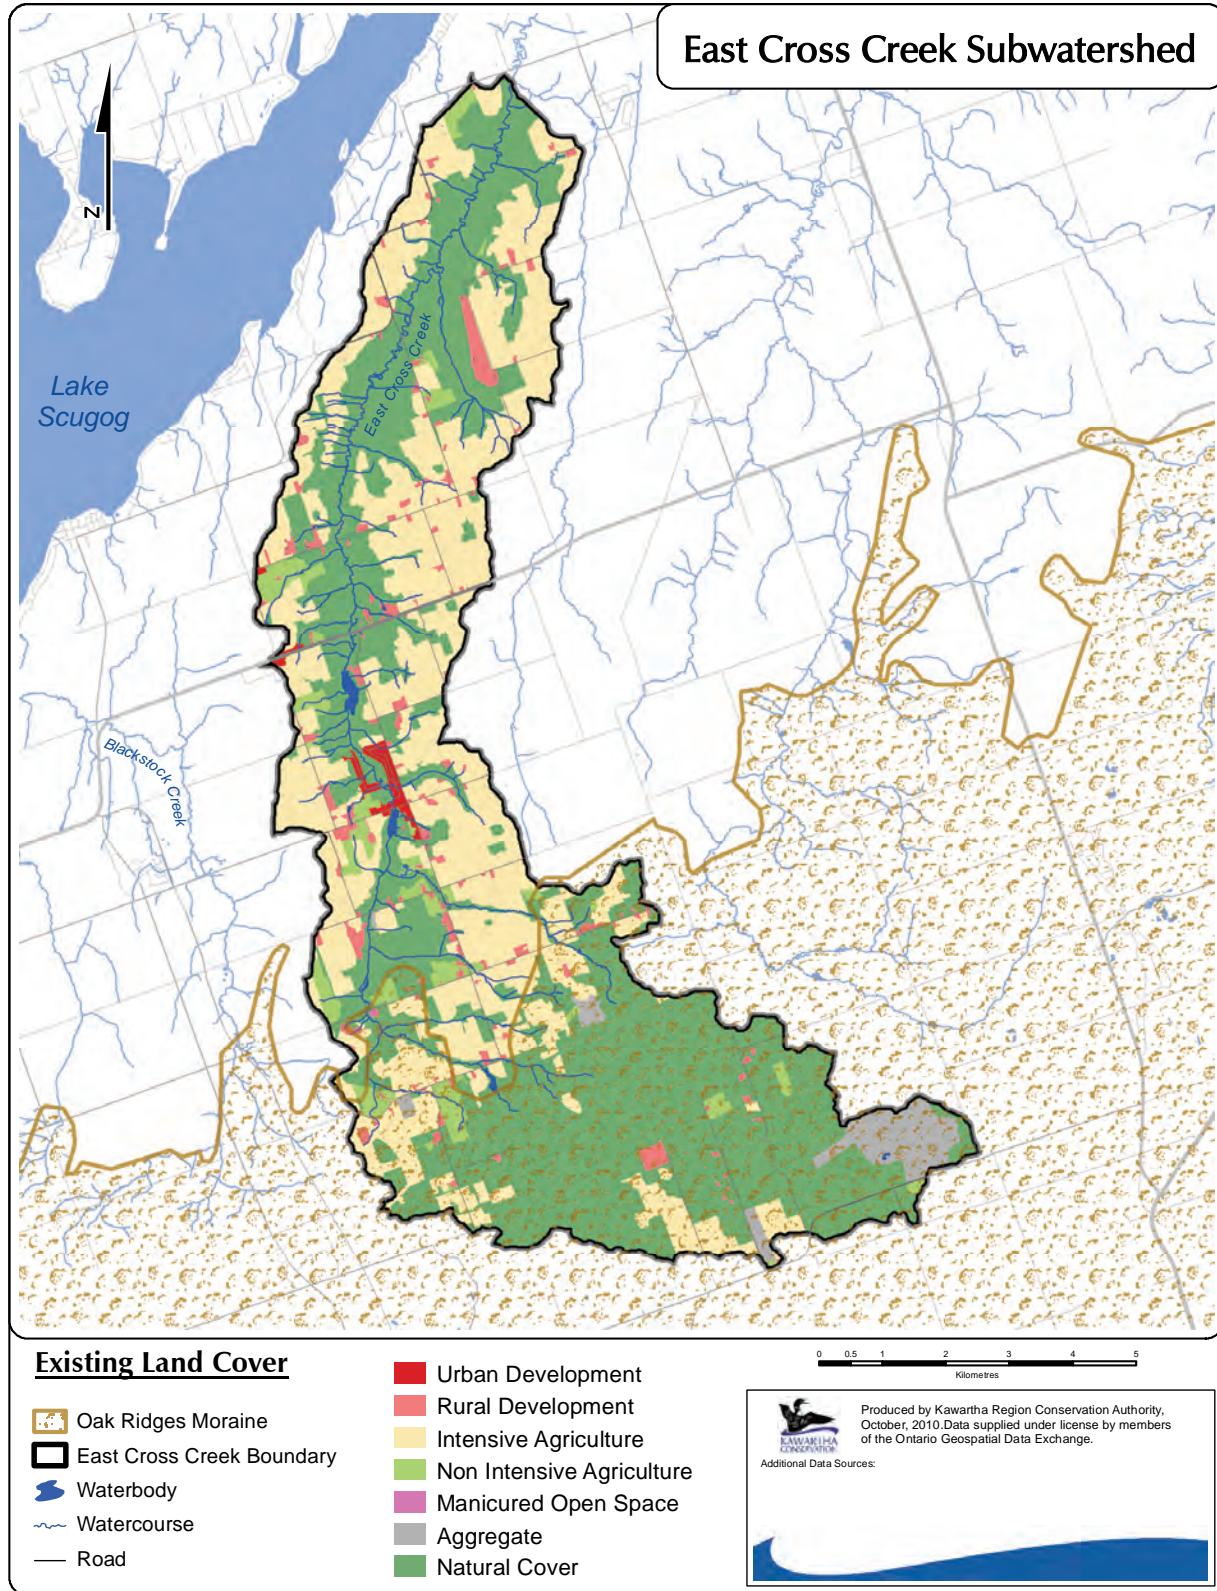 East Cross Creek Subwatershed
N
Lake
Scugog
East Cross Creek
Blackstock Creek
Existing Land Cover
Oak Ridges Moraine
East Cross Creek Boundary
Waterbody
Watercourse
Road
Urban Development
Rural Development
Intensive Agriculture
Non Intensive Agriculture
Manicured Open Space
Aggregate
Natural Cover
0 0.5 1 2 3 4 5
Kilometres
KAWARTHA
CONSERVATION
Produced by Kawartha Region Conservation Authority,
October, 2010.Data supplied under license by members
of the Ontario Geospatial Data Exchange.
Additional Data Sources: